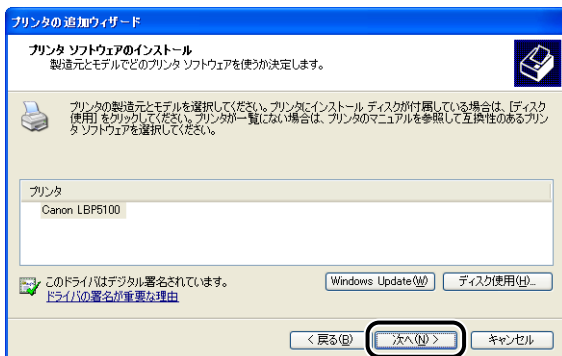 プリンタの追加ウィザード
プリンタ ソフトウェアのインストール
製造元とモデルでどのプリンタ ソフトウェアを使うか決定します。
プリンタの製造元とモデルを選択してください。プリンタにインストール ディスクが付属している場合は、[ディスク
使用] をクリックしてください。プリンタが一覧にない場合は、プリンタのマニュアルを参照して互換性のあるプリン
タ ソフトウェアを選択してください。
プリンタ
Canon LBP5100
このドライバはデジタル署名されています。
ドライバの署名が重要な理由
Windows Update(W)
ディスク使用(H)...
< 戻る(B)
次へ(N) >
キャンセル